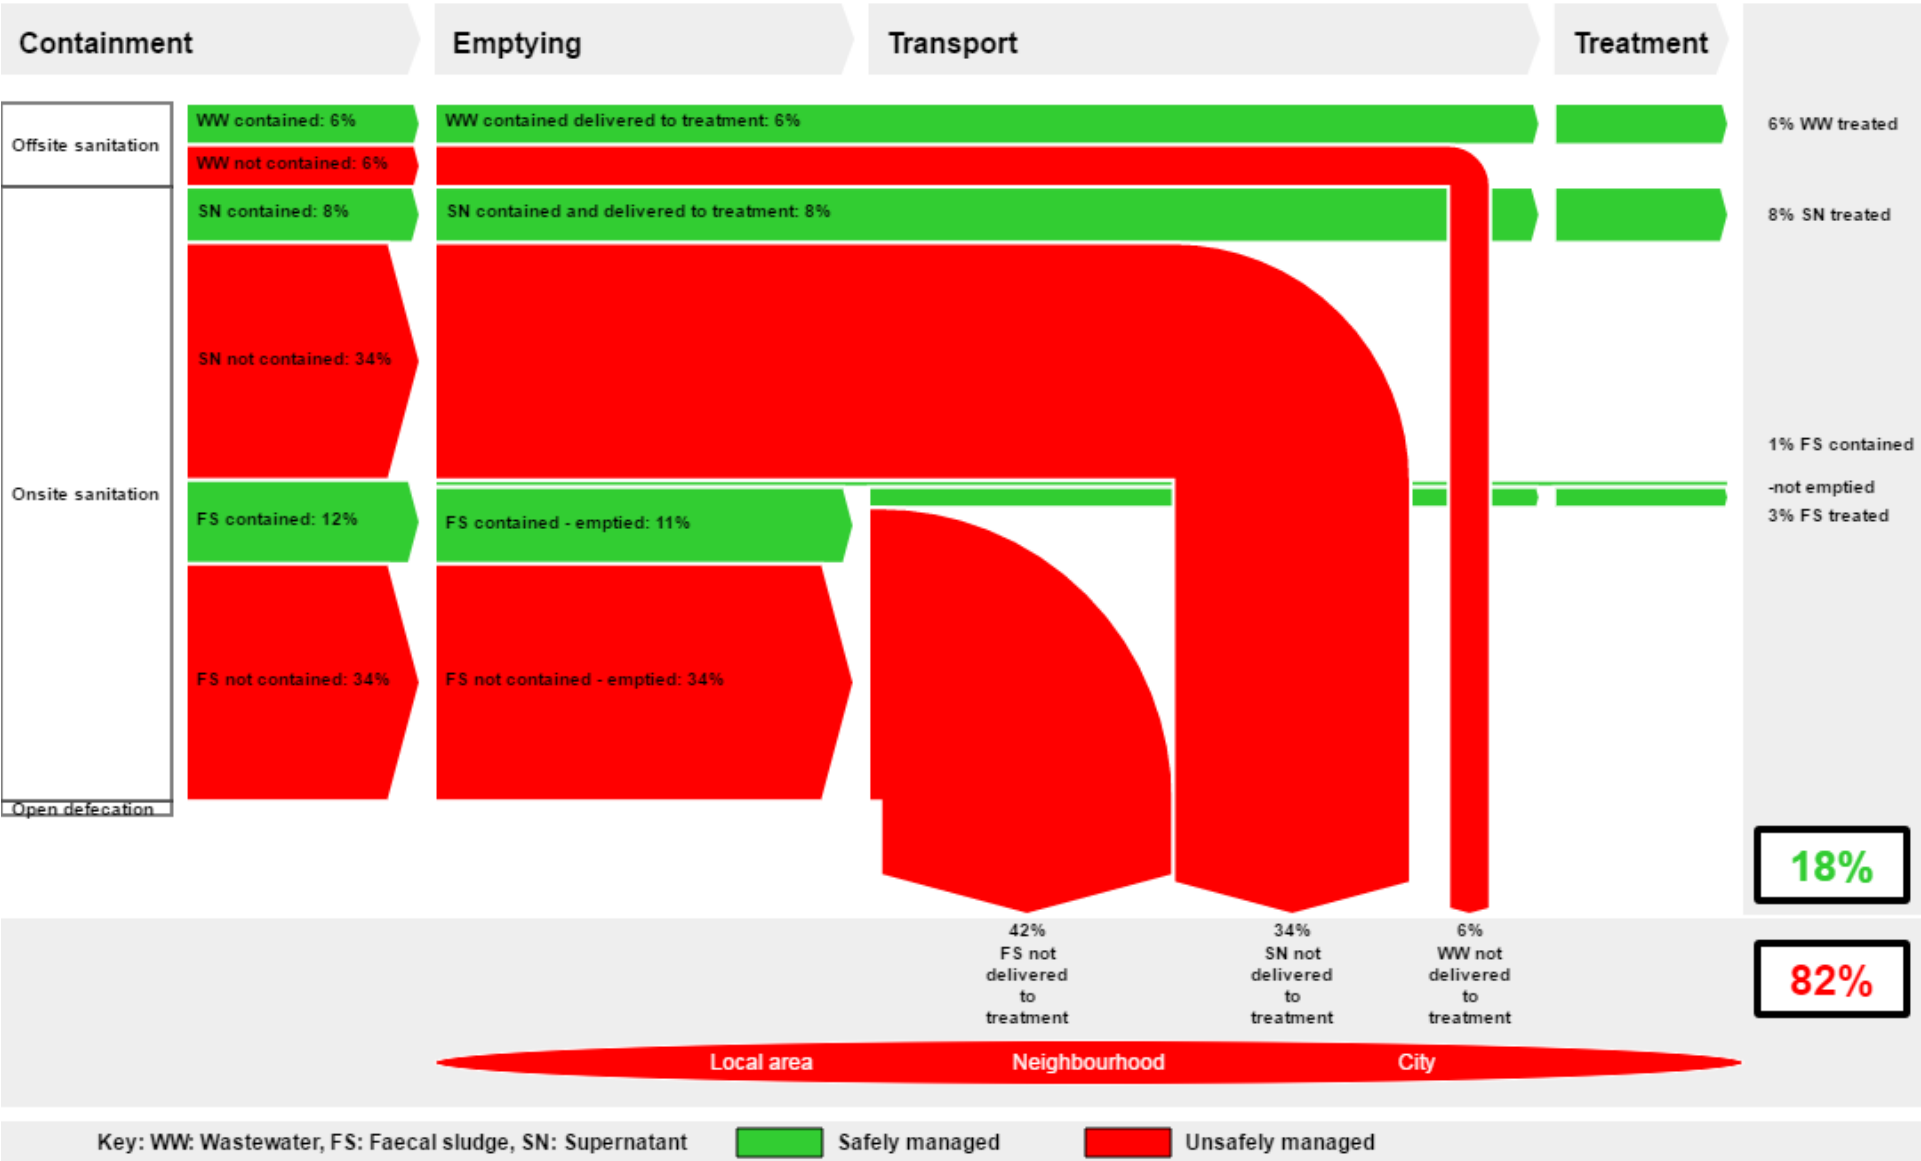 Containment
Emptying
Transport
Treatment
Offsite sanitation
WW contained: 6%
WW contained delivered to treatment: 6%
6% WW treated
WW not contained: 6%
SN contained: 8%
SN contained and delivered to treatment: 8%
8% SN treated
SN not contained: 34%
Onsite sanitation
1% FS contained
-not emptied
3% FS treated
FS contained: 12%
FS contained - emptied: 11%
FS not contained: 34%
FS not contained - emptied: 34%
Open defecation
18%
42%
FS not
delivered
to
treatment
34%
SN not
delivered
to
treatment
6%
WW not
delivered
to
treatment
82%
Local area
Neighbourhood
City
Key: WW: Wastewater, FS: Faecal sludge, SN: Supernatant
Safely managed
Unsafely managed